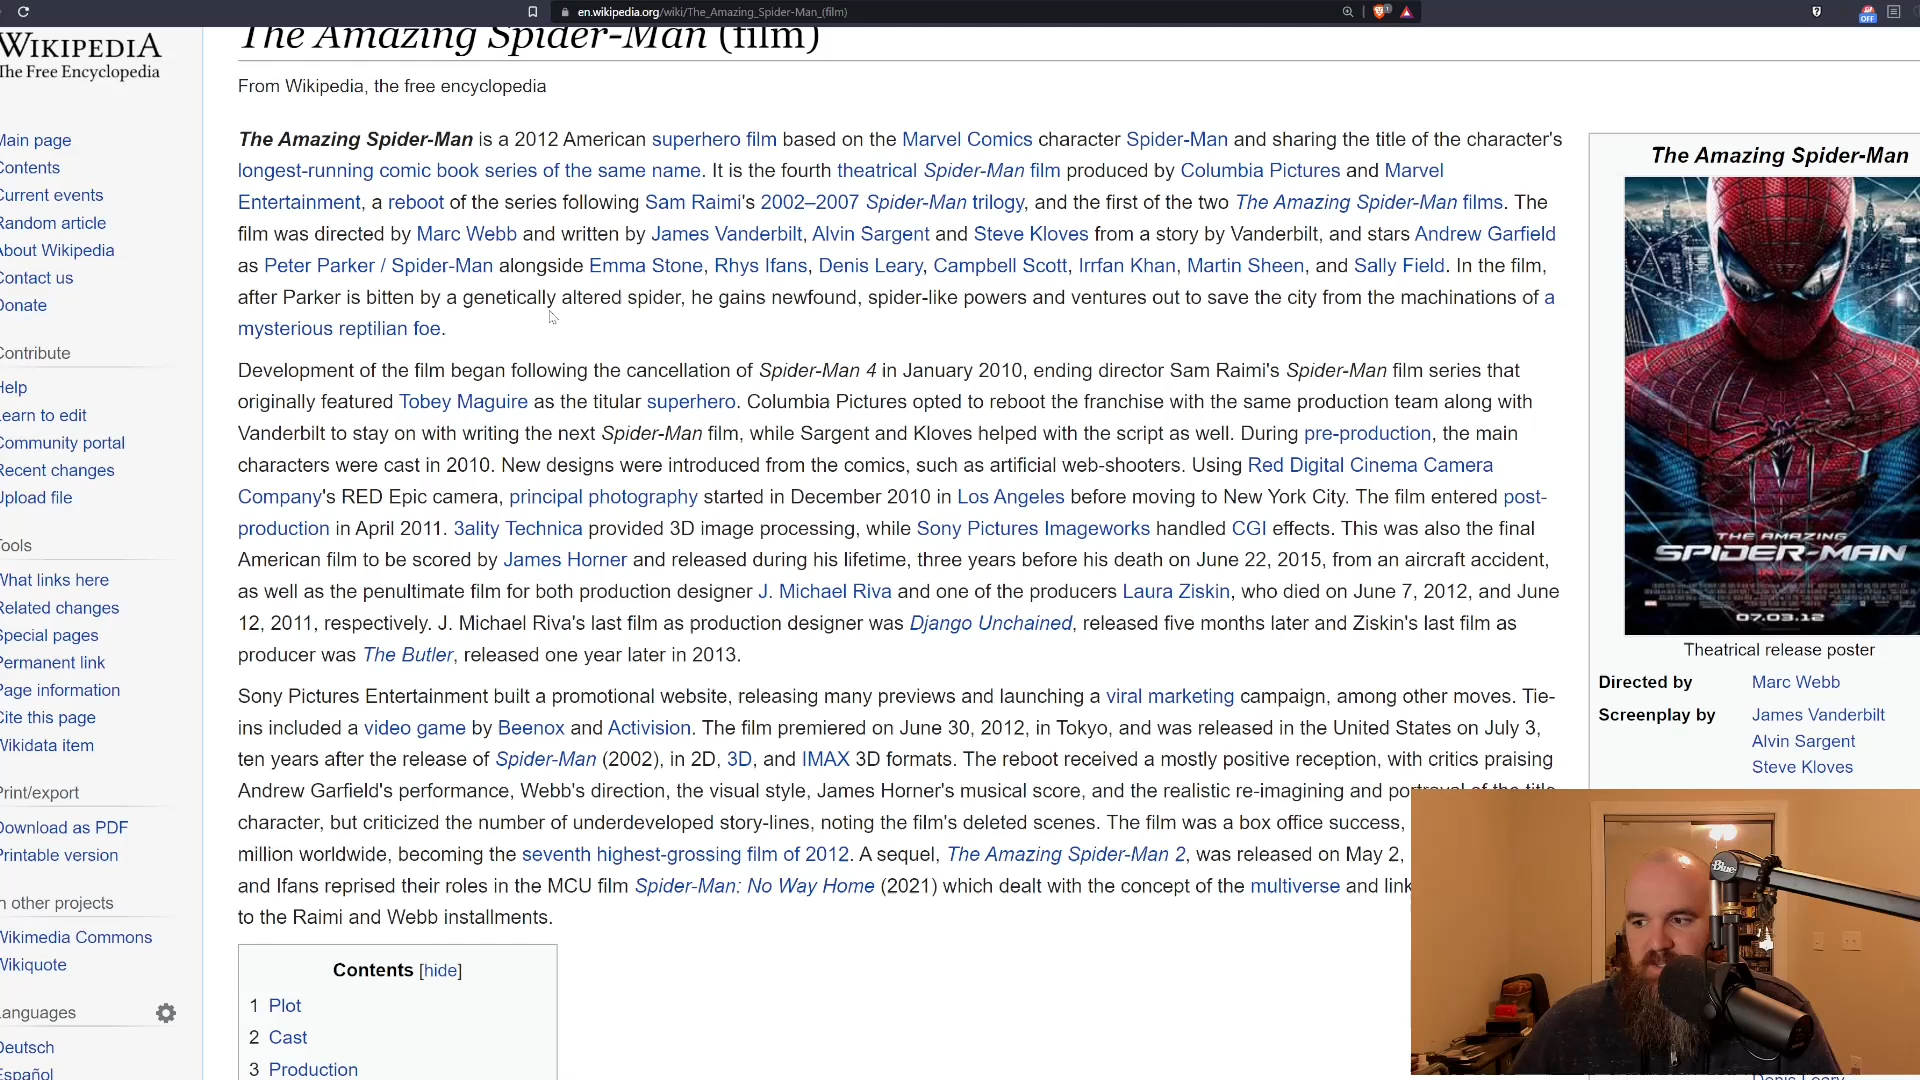 en.wikipedia.org/wiki/The_Amazing_Spider-Man_(film)
1
OFF
WIKIPEDIA
The Free Encyclopedia
Main page
Contents
Current events
Random article
About Wikipedia
Contact us
Donate
Contribute
Help
Learn to edit
Community portal
Recent changes
Upload file
Tools
What links here
Related changes
Special pages
Permanent link
Page information
Cite this page
Wikidata item
Print/export
Download as PDF
Printable version
In other projects
Wikimedia Commons
Wikiquote
Languages
Deutsch
Español
The Amazing Spider-Man (film)
From Wikipedia, the free encyclopedia
The Amazing Spider-Man is a 2012 American superhero film based on the Marvel Comics character Spider-Man and sharing the title of the character's
longest-running comic book series of the same name. It is the fourth theatrical Spider-Man film produced by Columbia Pictures and Marvel
Entertainment, a reboot of the series following Sam Raimi's 2002–2007 Spider-Man trilogy, and the first of the two The Amazing Spider-Man films. The
film was directed by Marc Webb and written by James Vanderbilt, Alvin Sargent and Steve Kloves from a story by Vanderbilt, and stars Andrew Garfield
as Peter Parker / Spider-Man alongside Emma Stone, Rhys Ifans, Denis Leary, Campbell Scott, Irrfan Khan, Martin Sheen, and Sally Field. In the film,
after Parker is bitten by a genetically altered spider, he gains newfound, spider-like powers and ventures out to save the city from the machinations of a
mysterious reptilian foe.
Development of the film began following the cancellation of Spider-Man 4 in January 2010, ending director Sam Raimi's Spider-Man film series that
originally featured Tobey Maguire as the titular superhero. Columbia Pictures opted to reboot the franchise with the same production team along with
Vanderbilt to stay on with writing the next Spider-Man film, while Sargent and Kloves helped with the script as well. During pre-production, the main
characters were cast in 2010. New designs were introduced from the comics, such as artificial web-shooters. Using Red Digital Cinema Camera
Company's RED Epic camera, principal photography started in December 2010 in Los Angeles before moving to New York City. The film entered post-
production in April 2011. 3ality Technica provided 3D image processing, while Sony Pictures Imageworks handled CGI effects. This was also the final
American film to be scored by James Horner and released during his lifetime, three years before his death on June 22, 2015, from an aircraft accident,
as well as the penultimate film for both production designer J. Michael Riva and one of the producers Laura Ziskin, who died on June 7, 2012, and June
12, 2011, respectively. J. Michael Riva's last film as production designer was Django Unchained, released five months later and Ziskin's last film as
producer was The Butler, released one year later in 2013.
Sony Pictures Entertainment built a promotional website, releasing many previews and launching a viral marketing campaign, among other moves. Tie-
ins included a video game by Beenox and Activision. The film premiered on June 30, 2012, in Tokyo, and was released in the United States on July 3,
ten years after the release of Spider-Man (2002), in 2D, 3D, and IMAX 3D formats. The reboot received a mostly positive reception, with critics praising
Andrew Garfield's performance, Webb's direction, the visual style, James Horner's musical score, and the realistic re-imagining and portrayal of the title
character, but criticized the number of underdeveloped story-lines, noting the film's deleted scenes. The film was a box office success,
million worldwide, becoming the seventh highest-grossing film of 2012. A sequel, The Amazing Spider-Man 2, was released on May 2,
and Ifans reprised their roles in the MCU film Spider-Man: No Way Home (2021) which dealt with the concept of the multiverse and link
to the Raimi and Webb installments.
Contents [hide]
1 Plot
2 Cast
3 Production
The Amazing Spider-Man
THE AMAZING
SPIDER-MAN
07.03.12
Theatrical release poster
Directed by Marc Webb
Screenplay by James Vanderbilt
Alvin Sargent
Steve Kloves
Blue
Denis Leary